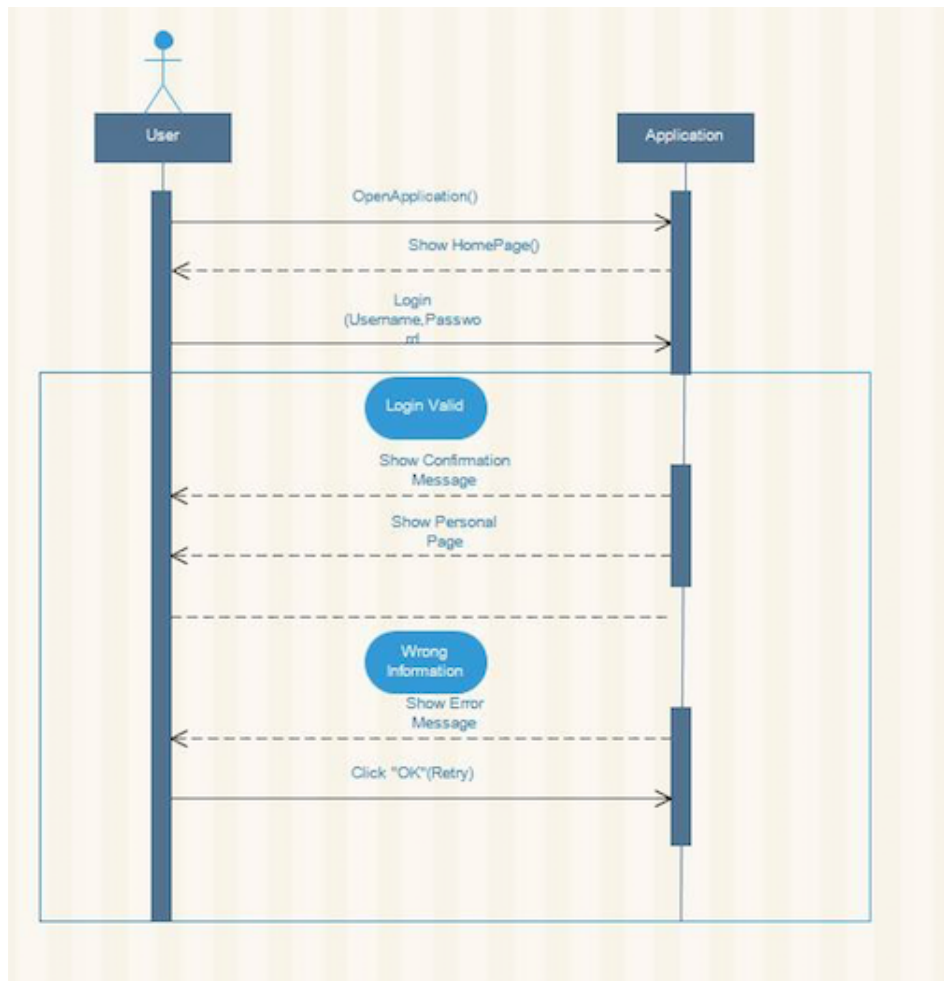 User
Application
OpenApplication()
Show HomePage()
Login
(Username,Passwo
rd
Login Valid
Show Confirmation
Message
Show Personal
Page
Wrong
Information
Show Error
Message
Click "OK"(Retry)